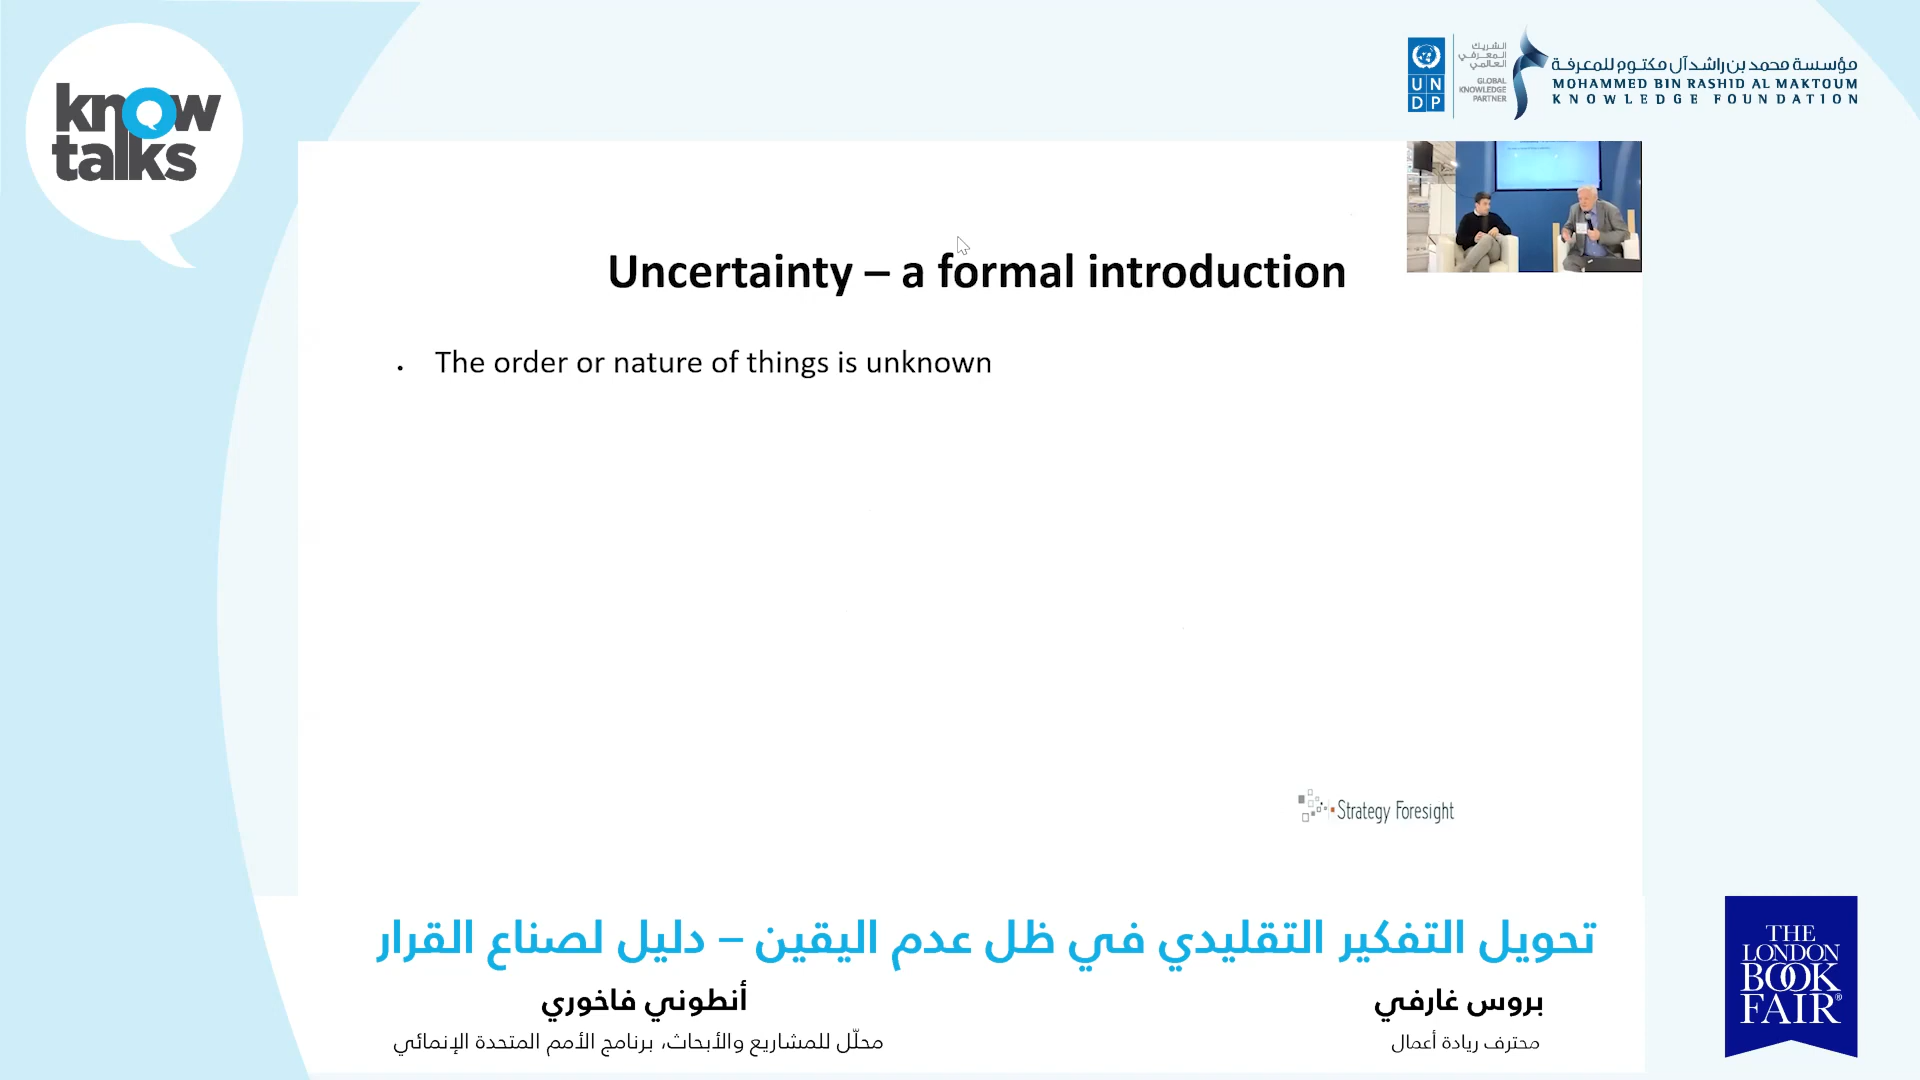 know
talks
UN
DP
الشريك
المعرفي
العالمي
GLOBAL
KNOWLEDGE
PARTNER
مؤسسة محمد بن راشد آل مكتوم للمعرفة
MOHAMMED BIN RASHID AL MAKTOUM
KNOWLEDGE FOUNDATION
Uncertainty – a formal introduction
• The order or nature of things is unknown
Strategy Foresight
تحويل التفكير التقليدي في ظل عدم اليقين – دليل لصناع القرار
بروس غارفي
محترف ريادة أعمال
أنطوني فاخوري
محلّل للمشاريع والأبحاث، برنامج الأمم المتحدة الإنمائي
THE
LONDON
BOOK
FAIR®